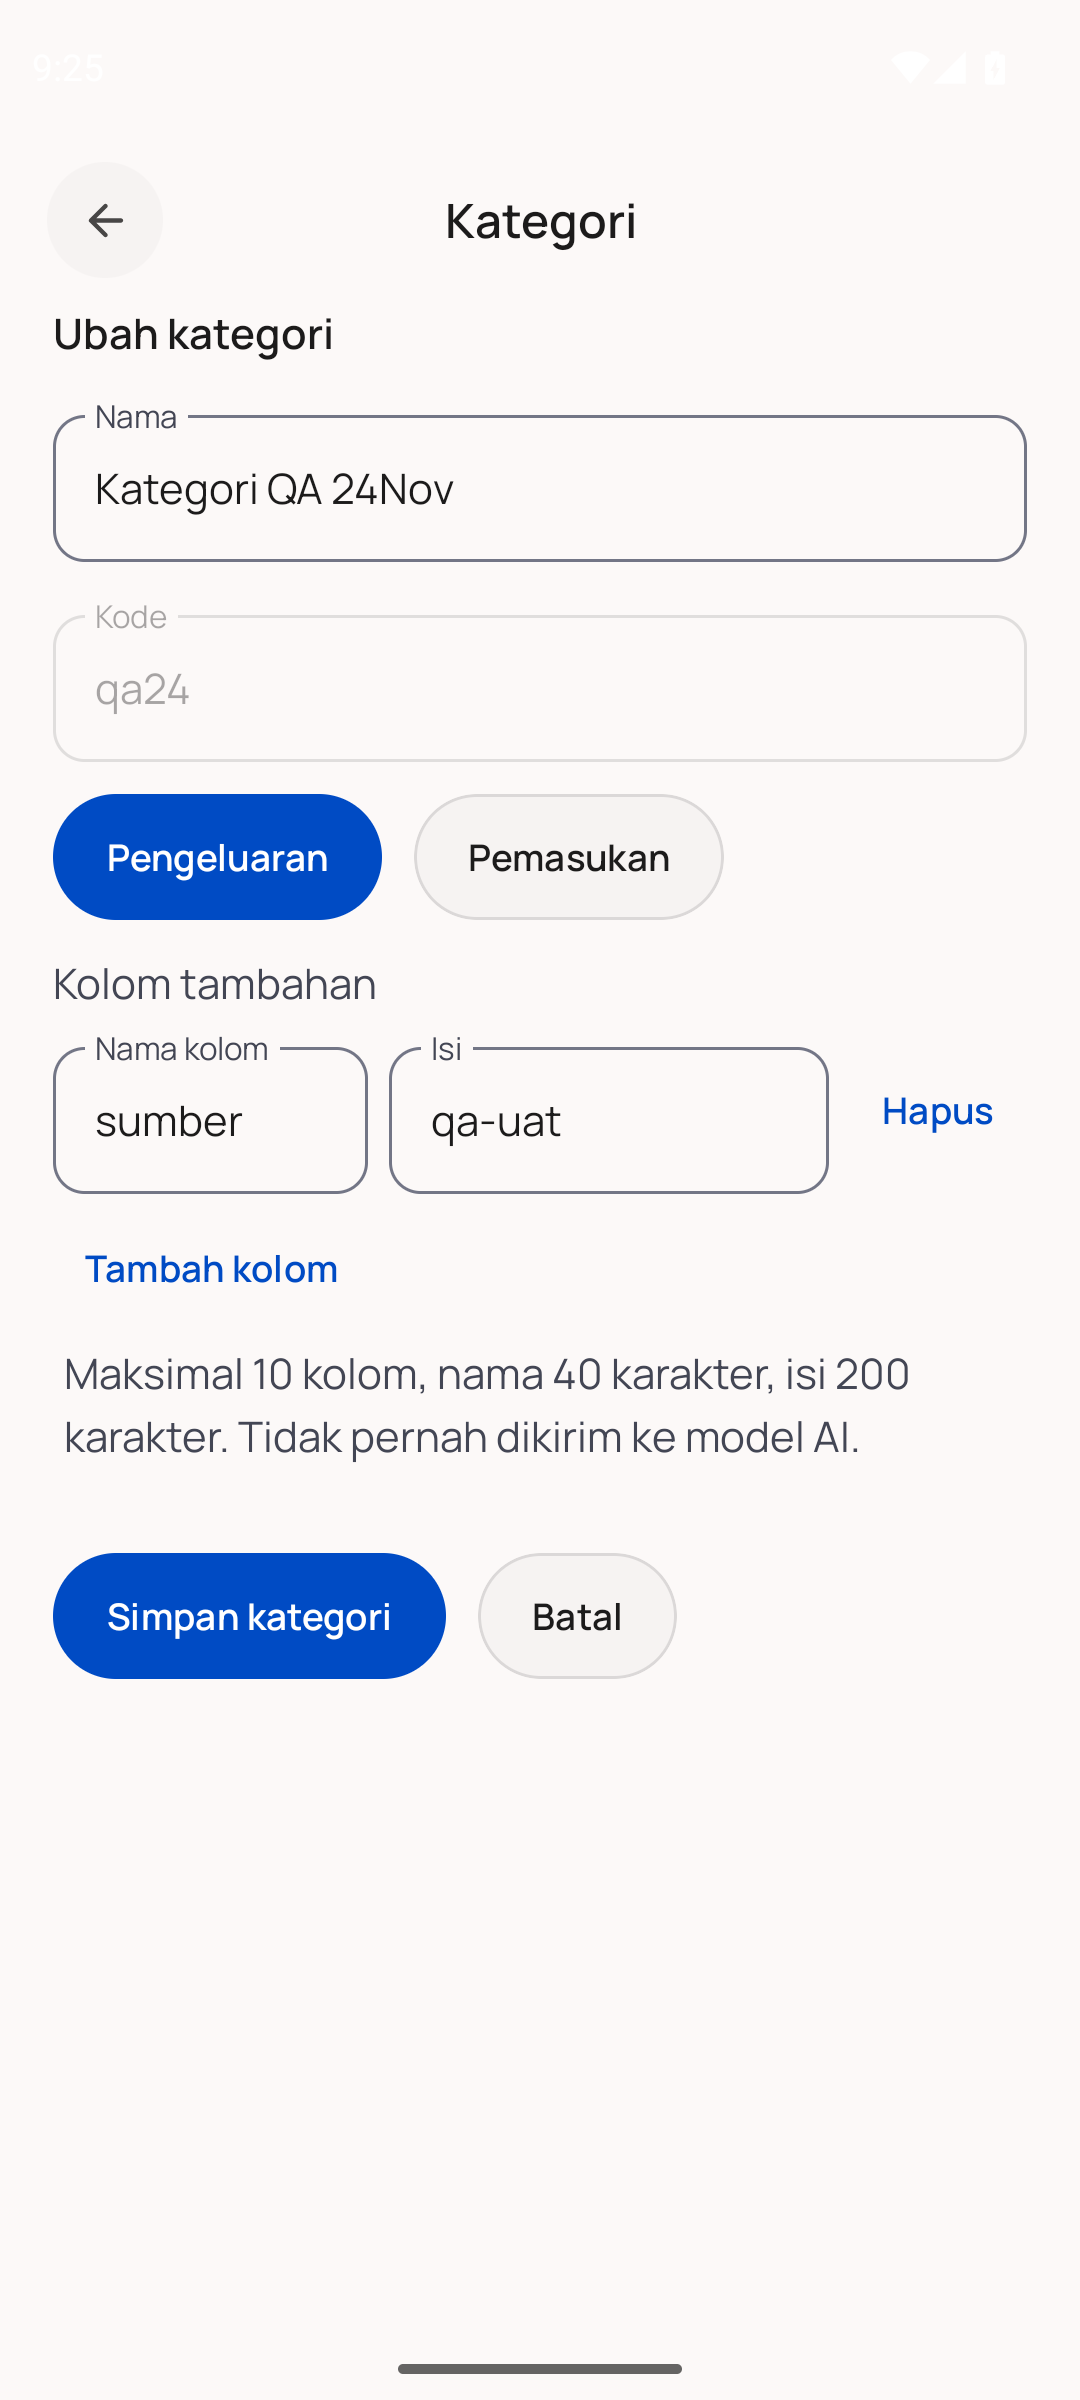 9:25
Kategori
Ubah kategori
Nama
Kategori QA 24Nov
Kode
qa24
Pengeluaran
Pemasukan
Kolom tambahan
Nama kolom
Isi
sumber
qa-uat
Hapus
Tambah kolom
Maksimal 10 kolom, nama 40 karakter, isi 200
karakter. Tidak pernah dikirim ke model AI.
Simpan kategori
Batal